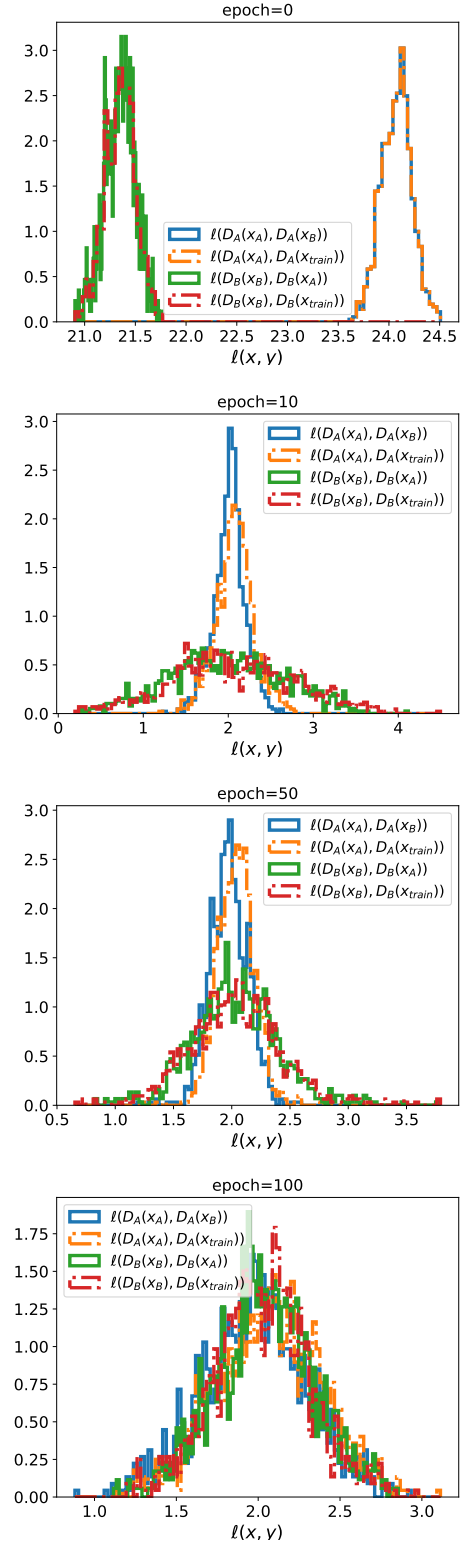 epoch=0
3.0
2.5
2.0
1.5
1.0
0.5
0.0
ℓ(D_A(x_A), D_A(x_B))
ℓ(D_A(x_A), D_A(x_train))
ℓ(D_B(x_B), D_B(x_A))
ℓ(D_B(x_B), D_B(x_train))
21.0 21.5 22.0 22.5 23.0 23.5 24.0 24.5
ℓ(x, y)
epoch=10
3.0
2.5
2.0
1.5
1.0
0.5
0.0
ℓ(D_A(x_A), D_A(x_B))
ℓ(D_A(x_A), D_A(x_train))
ℓ(D_B(x_B), D_B(x_A))
ℓ(D_B(x_B), D_B(x_train))
0 1 2 3 4
ℓ(x, y)
epoch=50
3.0
2.5
2.0
1.5
1.0
0.5
0.0
ℓ(D_A(x_A), D_A(x_B))
ℓ(D_A(x_A), D_A(x_train))
ℓ(D_B(x_B), D_B(x_A))
ℓ(D_B(x_B), D_B(x_train))
0.5 1.0 1.5 2.0 2.5 3.0 3.5
ℓ(x, y)
epoch=100
1.75
1.50
1.25
1.00
0.75
0.50
0.25
0.00
ℓ(D_A(x_A), D_A(x_B))
ℓ(D_A(x_A), D_A(x_train))
ℓ(D_B(x_B), D_B(x_A))
ℓ(D_B(x_B), D_B(x_train))
1.0 1.5 2.0 2.5 3.0
ℓ(x, y)